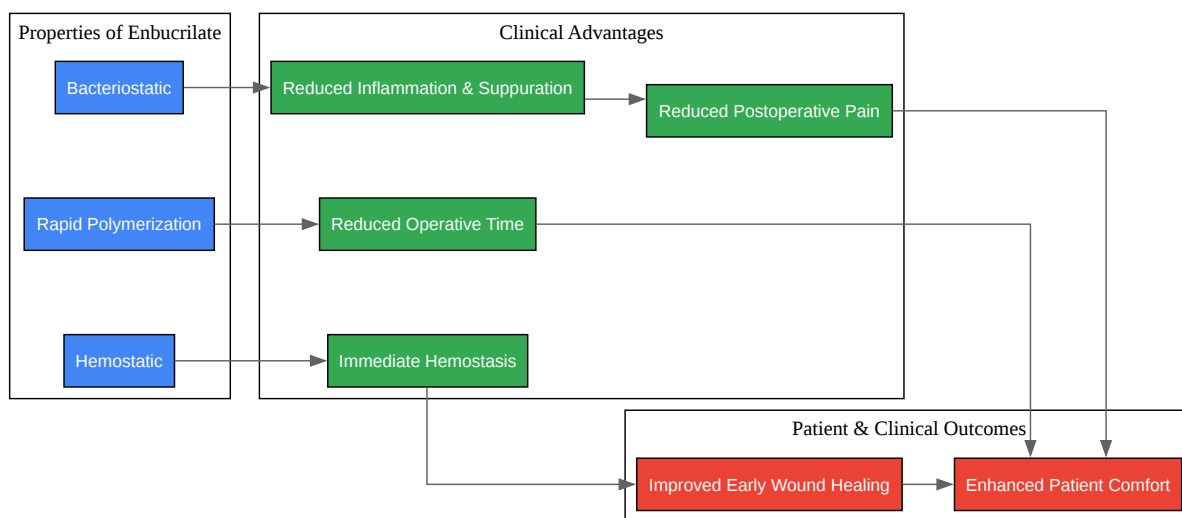 Properties of Enbucrilate
Clinical Advantages
Bacteriostatic
Reduced Inflammation & Suppuration
Reduced Postoperative Pain
Rapid Polymerization
Reduced Operative Time
Hemostatic
Immediate Hemostasis
Patient & Clinical Outcomes
Improved Early Wound Healing
Enhanced Patient Comfort